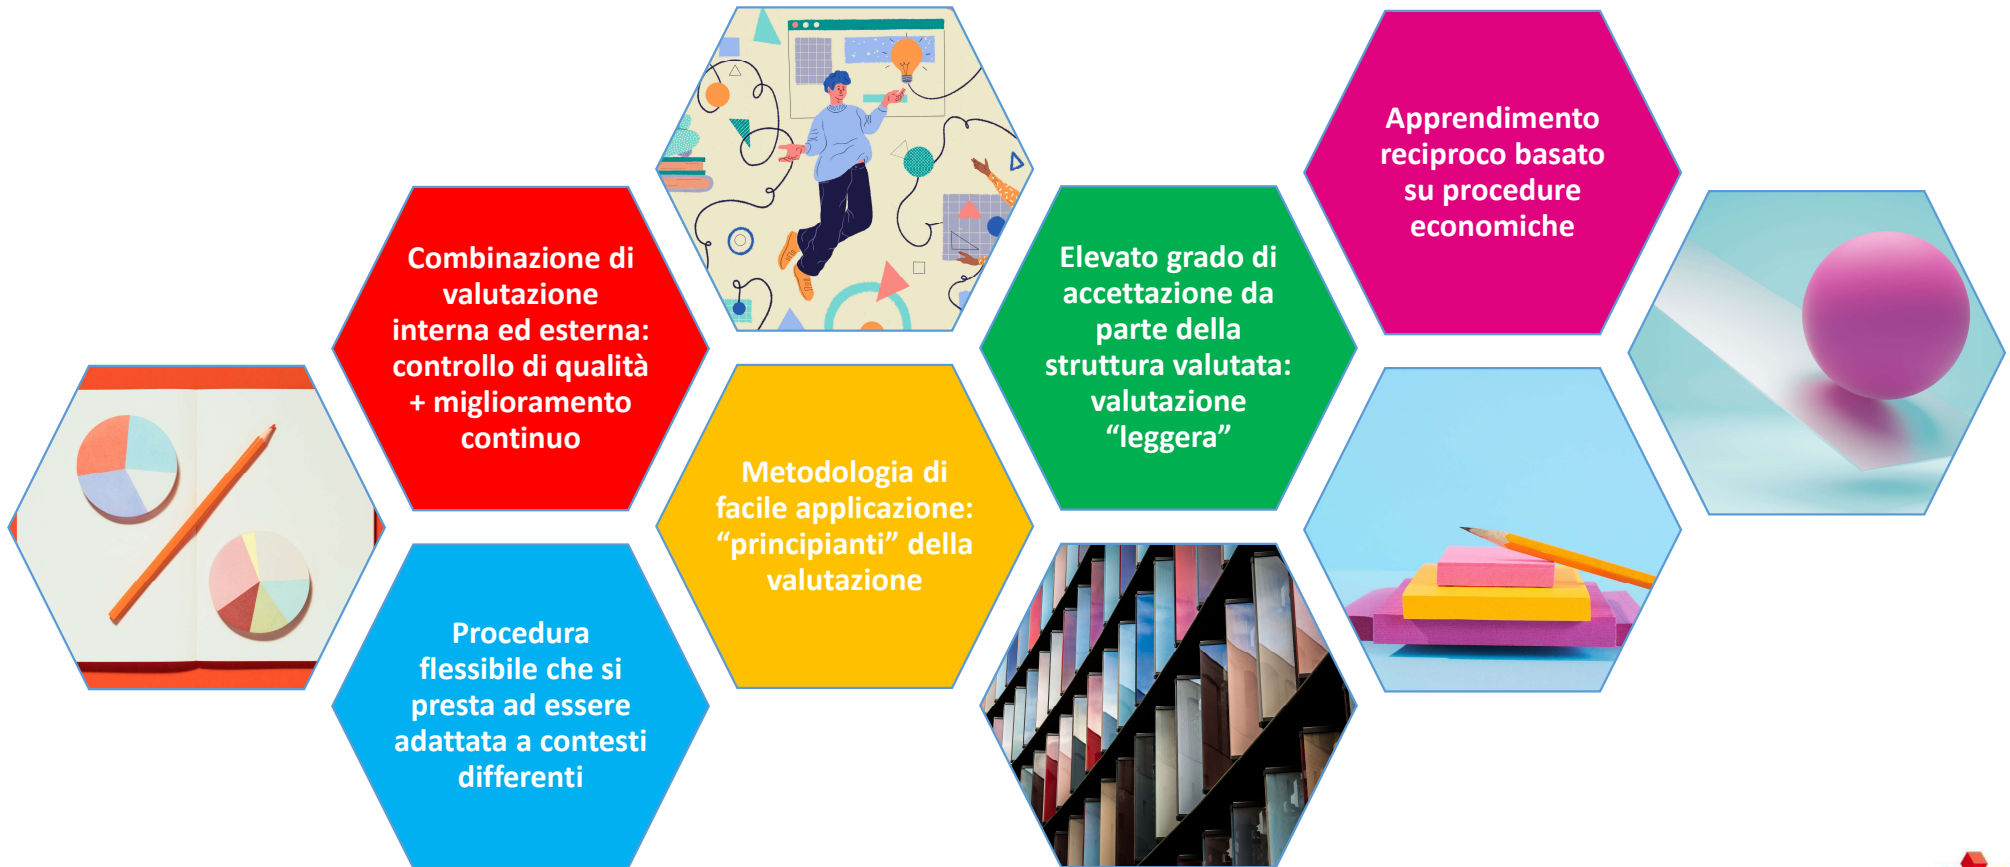 Combinazione di
valutazione
interna ed esterna:
controllo di qualità
+ miglioramento
continuo
Procedura
flessibile che si
presta ad essere
adattata a contesti
differenti
Metodologia di
facile applicazione:
“principianti” della
valutazione
Elevato grado di
accettazione da
parte della
struttura valutata:
valutazione
“leggera”
Apprendimento
reciproco basato
su procedure
economiche